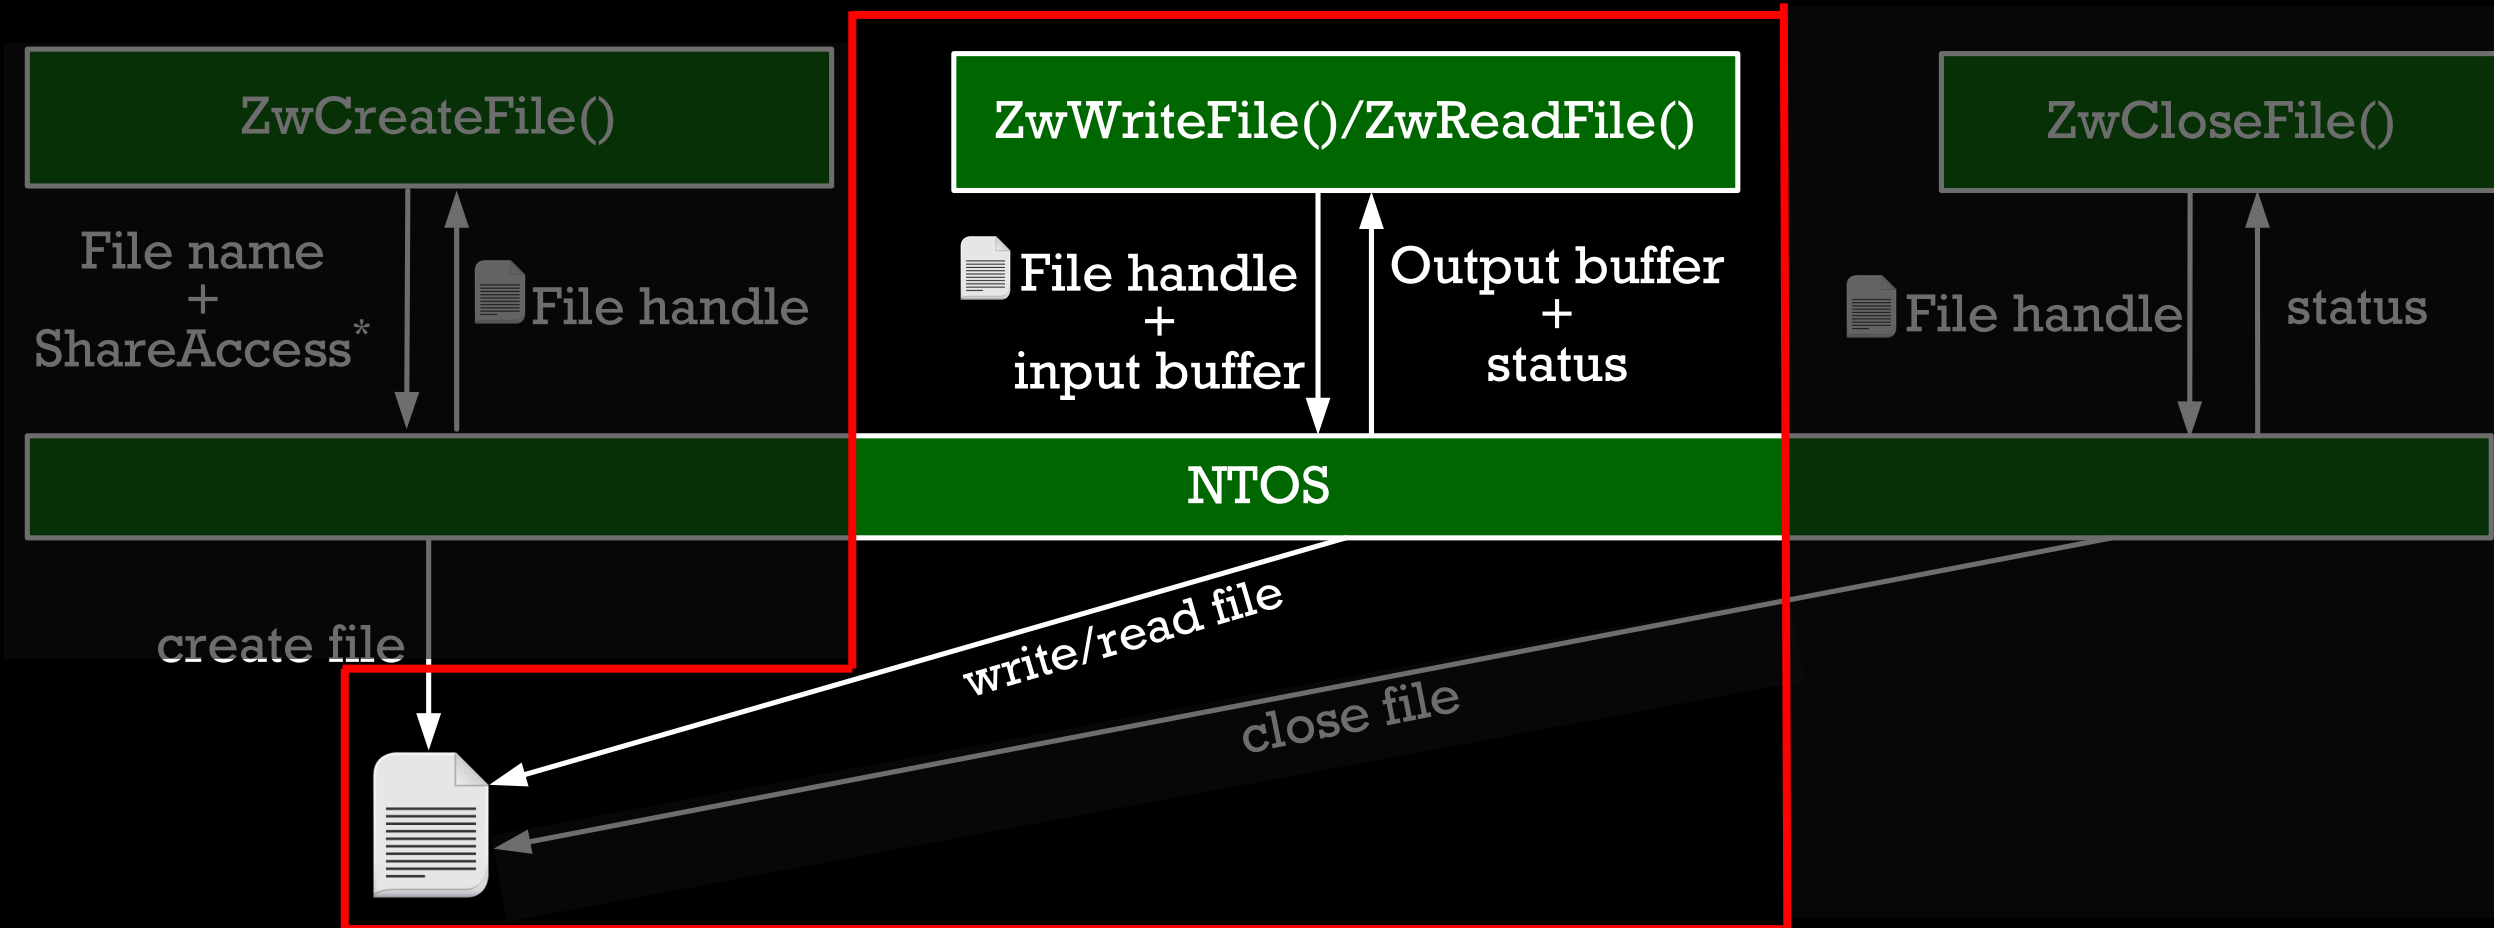 ZwCreateFile()
ZwWriteFile()/ZwReadFile()
ZwCloseFile()
File name
+
ShareAccess*
File handle
File handle
+
input buffer
Output buffer
+
status
File handle
status
NTOS
create file
write/read file
close file